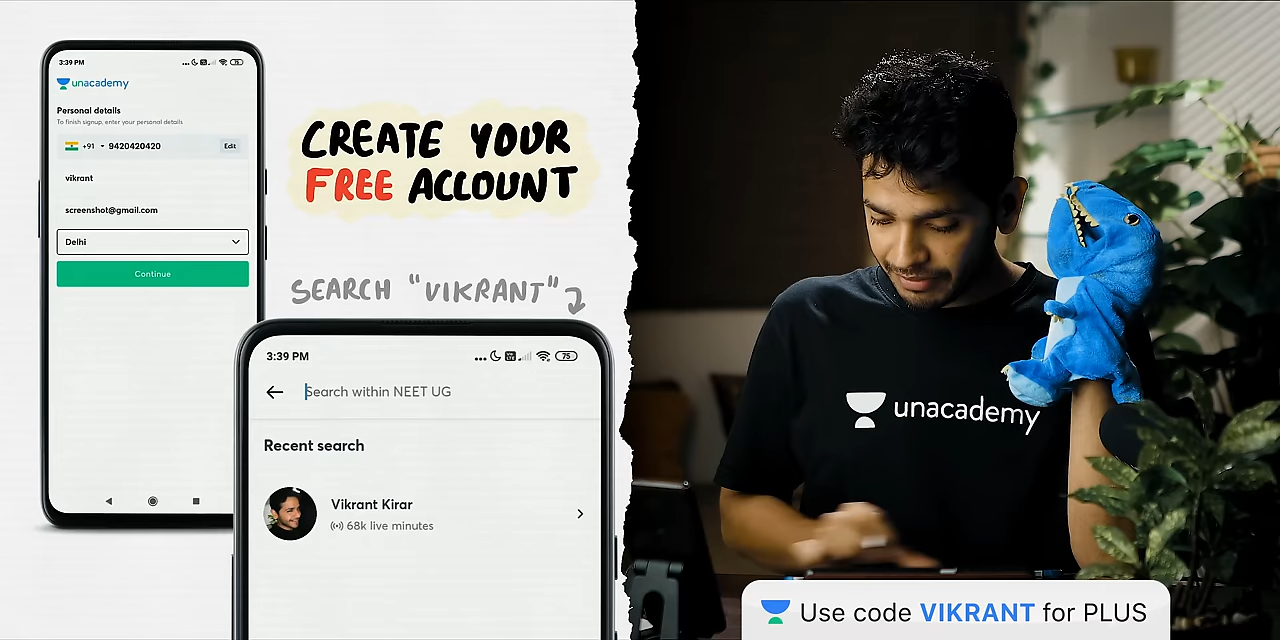 3:39 PM
75
unacademy
Personal details
To finish signup, enter your personal details
+91 9420420420 Edit
vikrant
screenshot@gmail.com
Delhi
Continue
CREATE YOUR
FREE ACCOUNT
SEARCH "VIKRANT"
3:39 PM
75
Search within NEET UG
Recent search
Vikrant Kirar
68k live minutes
unacademy
Use code VIKRANT for PLUS